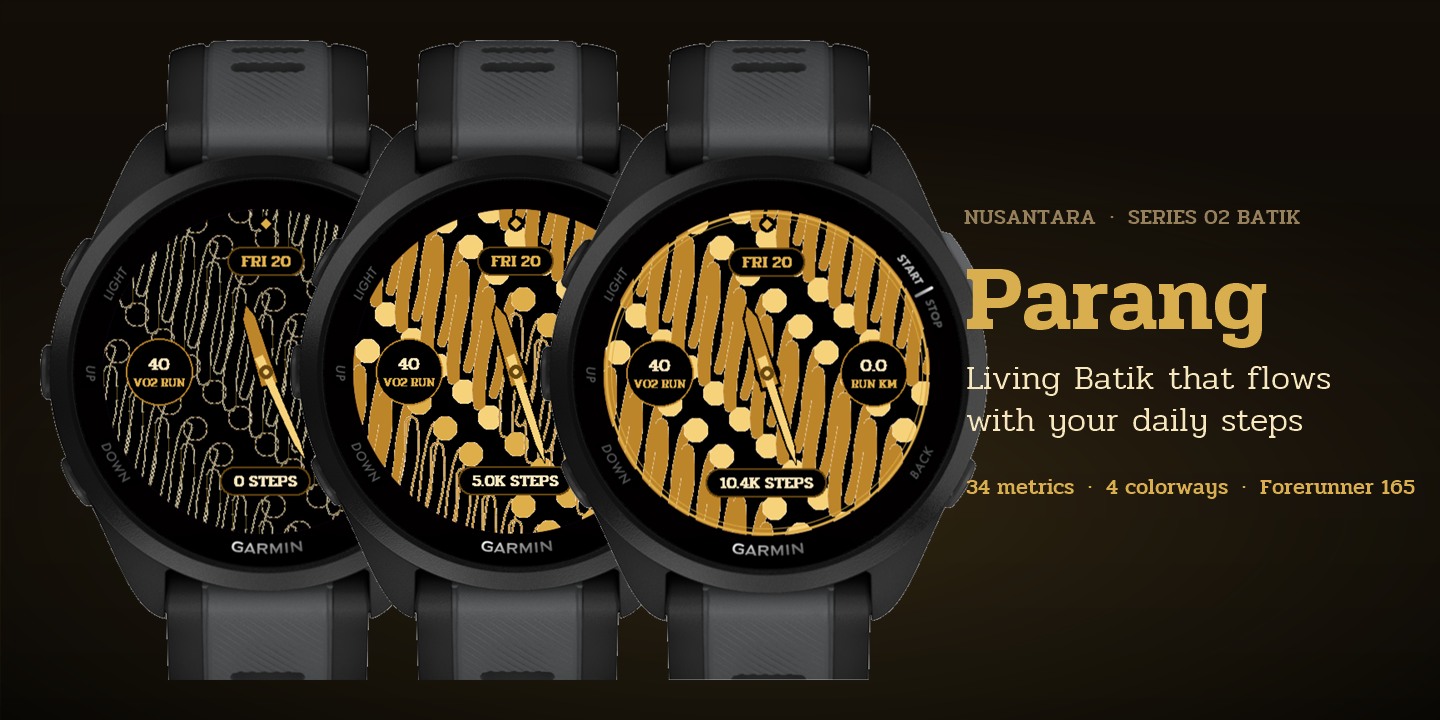 LIGHT
UP
DOWN
FRI 20
40
VO2 RUN
0 STEPS
GARMIN
LIGHT
UP
DOWN
FRI 20
40
VO2 RUN
5.0K STEPS
GARMIN
LIGHT
UP
DOWN
START
STOP
BACK
FRI 20
40
VO2 RUN
0.0
RUN KM
10.4K STEPS
GARMIN
NUSANTARA · SERIES 02 BATIK
Parang
Living Batik that flows
with your daily steps
34 metrics · 4 colorways · Forerunner 165